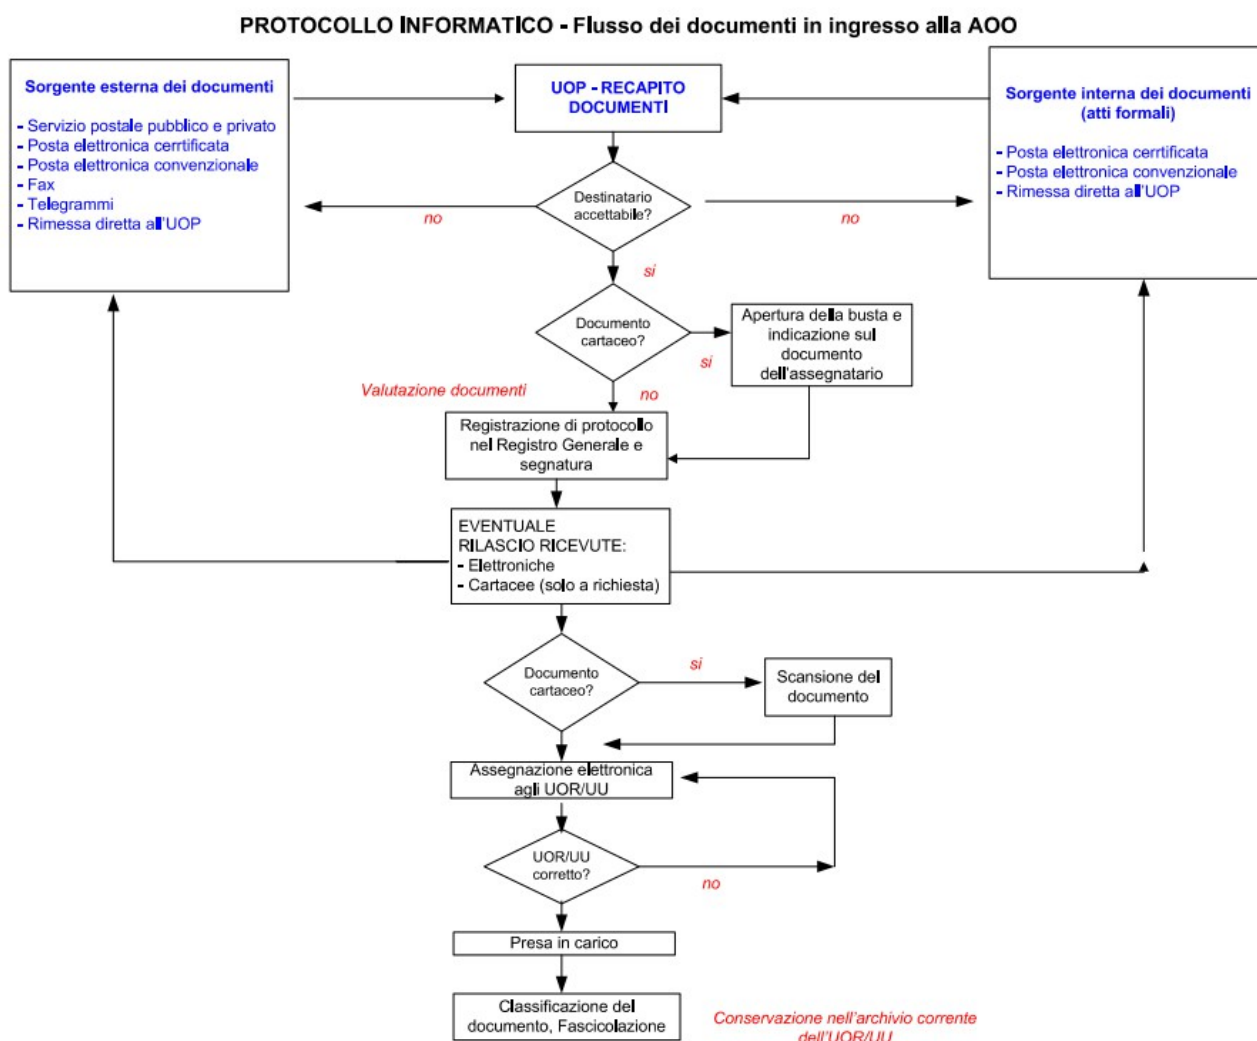 PROTOCOLLO INFORMATICO - Flusso dei documenti in ingresso alla AOO
Sorgente esterna dei documenti
- Servizio postale pubblico e privato
- Posta elettronica cerrtificata
- Posta elettronica convenzionale
- Fax
- Telegrammi
- Rimessa diretta all'UOP
UOP - RECAPITO
DOCUMENTI
Sorgente interna dei documenti
(atti formali)
- Posta elettronica cerrtificata
- Posta elettronica convenzionale
- Rimessa diretta all'UOP
Destinatario
accettabile?
no
no
si
Documento
cartaceo?
si
Apertura della busta e
indicazione sul
documento
dell'assegnatario
Valutazione documenti
no
Registrazione di protocollo
nel Registro Generale e
segnatura
EVENTUALE
RILASCIO RICEVUTE:
- Elettroniche
- Cartacee (solo a richiesta)
Documento
cartaceo?
si
Scansione del
documento
Assegnazione elettronica
agli UOR/UU
UOR/UU
corretto?
no
Presa in carico
Classificazione del
documento, Fascicolazione
Conservazione nell'archivio corrente
dell'UOR/UU